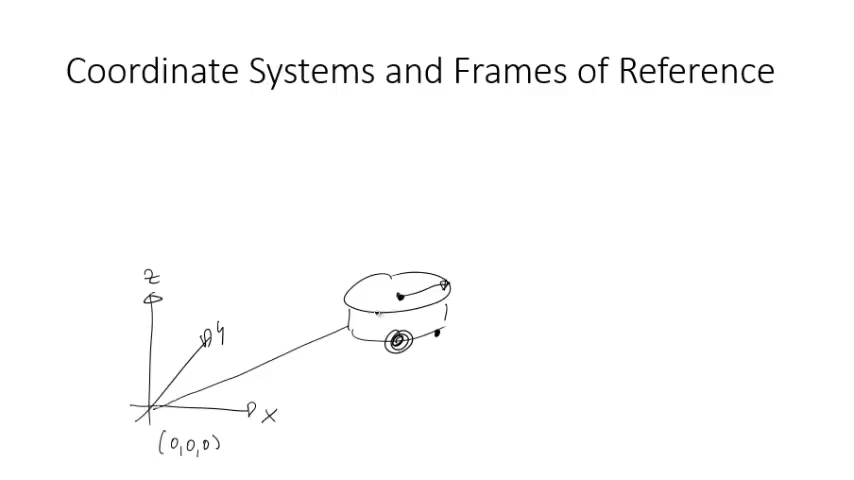 Coordinate Systems and Frames of Reference
z
y
x
(0,0,0)